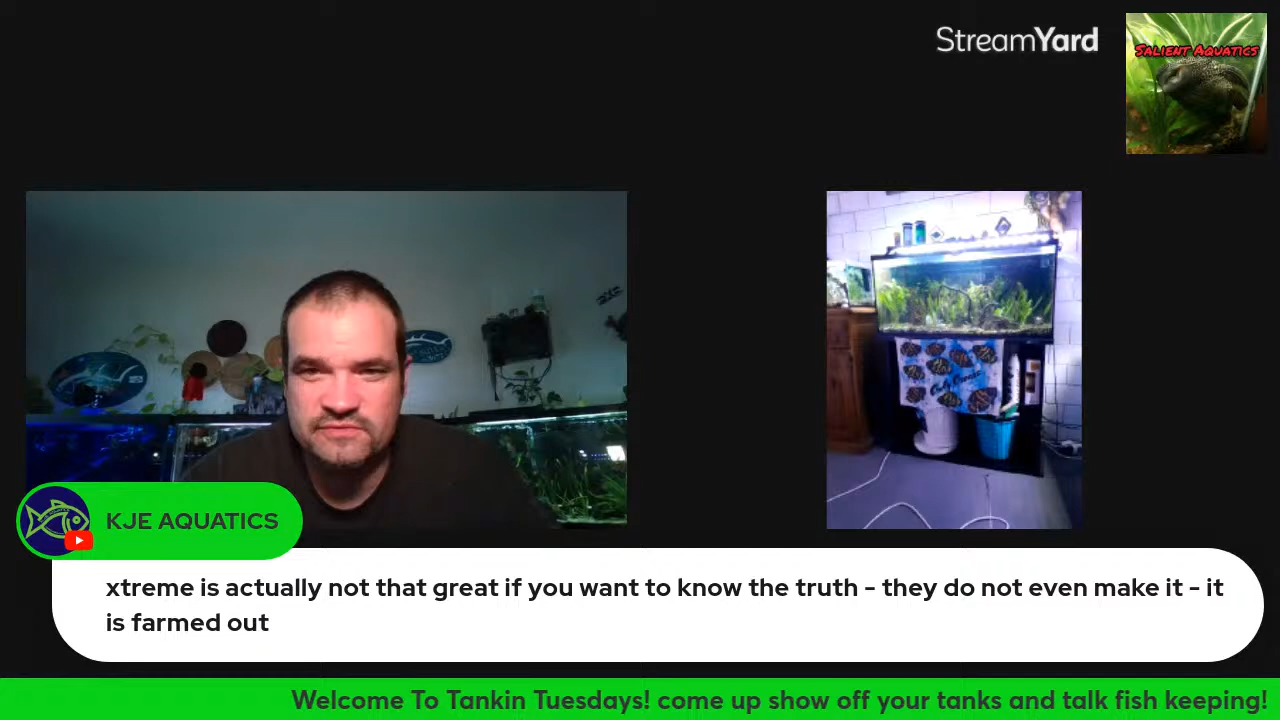 StreamYard
SALIENT AQUATICS
KJE AQUATICS
xtreme is actually not that great if you want to know the truth - they do not even make it - it
is farmed out
Welcome To Tankin Tuesdays! come up show off your tanks and talk fish keeping!